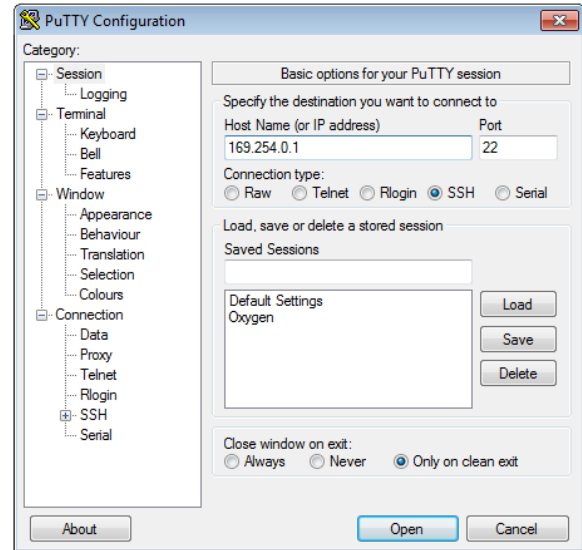 PuTTY Configuration
Category:
Session
Logging
Terminal
Keyboard
Bell
Features
Window
Appearance
Behaviour
Translation
Selection
Colours
Connection
Data
Proxy
Telnet
Rlogin
SSH
Serial
Basic options for your PuTTY session
Specify the destination you want to connect to
Host Name (or IP address) Port
169.254.0.1 22
Connection type:
Raw Telnet Rlogin SSH Serial
Load, save or delete a stored session
Saved Sessions
Default Settings
Oxygen
Load
Save
Delete
Close window on exit:
Always Never Only on clean exit
About Open Cancel